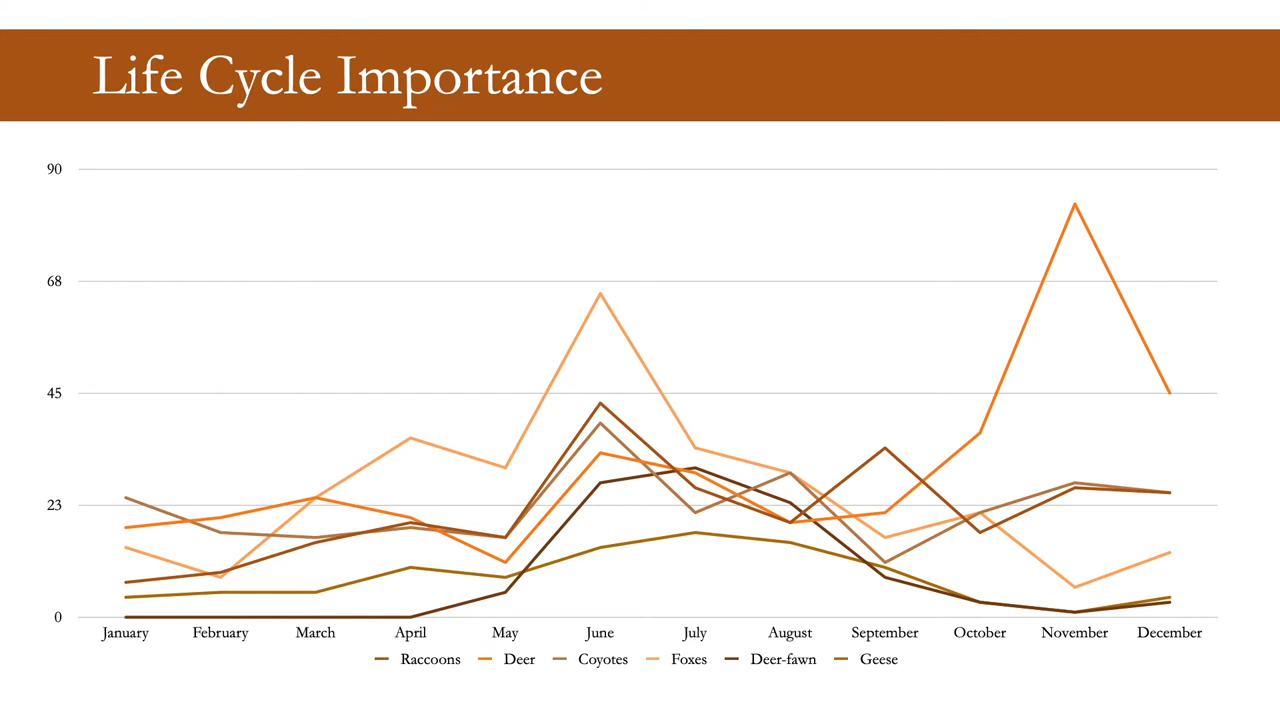 Life Cycle Importance
90
68
45
23
0
January February March April May June July August September October November December
Raccoons Deer Coyotes Foxes Deer-fawn Geese